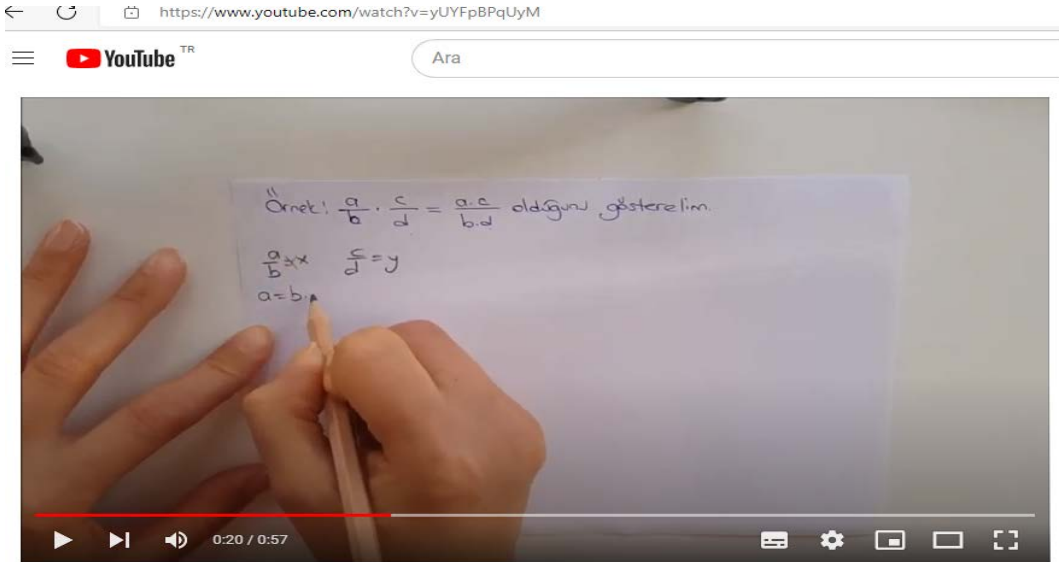 https://www.youtube.com/watch?v=yUYFpBPqUyM
YouTube TR
Ara
Örnek: a/b . c/d = a.c/b.d olduğunu gösterelim.
a/b = x c/d = y
a = b.
0:20 / 0:57